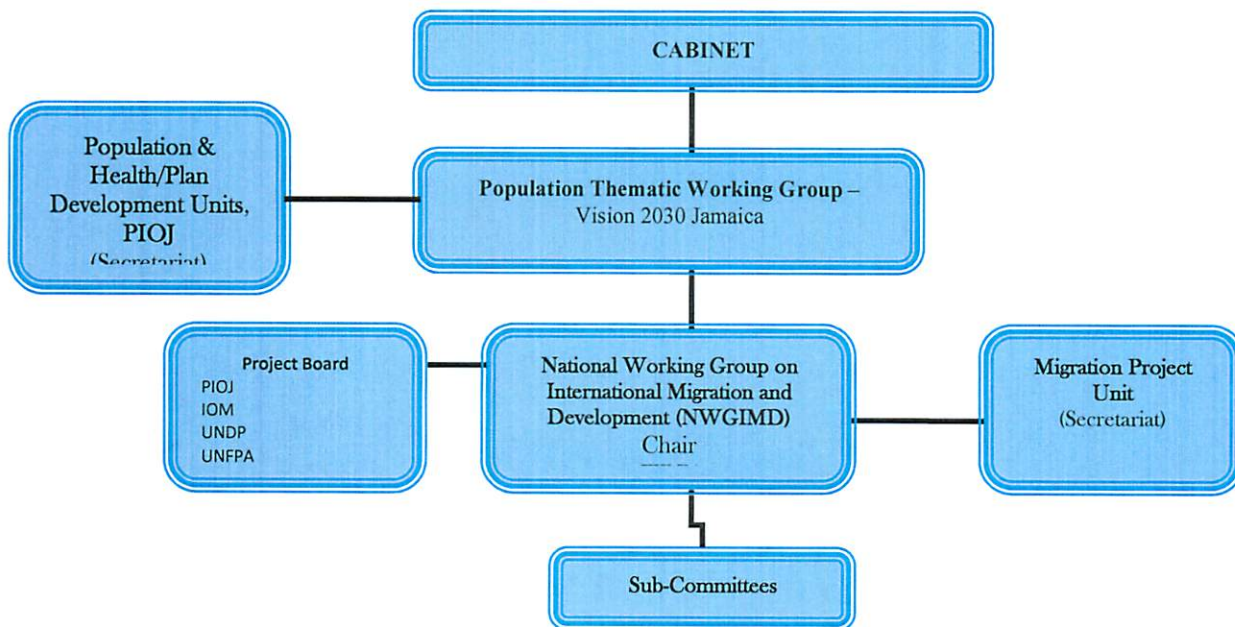 CABINET
Population &
Health/Plan
Development Units,
PIOJ
(Secretariat)
Population Thematic Working Group –
Vision 2030 Jamaica
Project Board
PIOJ
IOM
UNDP
UNFPA
National Working Group on
International Migration and
Development (NWGIMD)
Chair
Migration Project
Unit
(Secretariat)
Sub-Committees